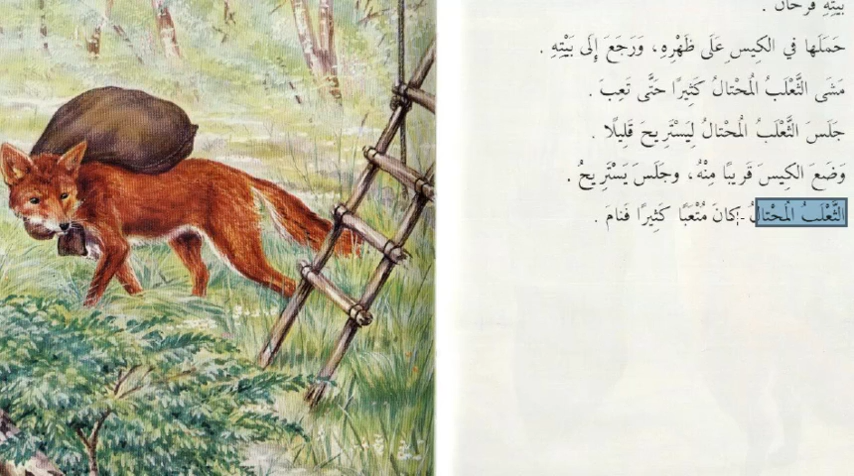 بَيْتِهِ فَرْحانَ .
حَمَلَها في الكِيسِ عَلَى ظَهْرِهِ، وَرَجَعَ إِلَى بَيْتِهِ .
مَشَى الثَّعْلَبُ الْمُحْتالُ كَثِيرًا حَتَّى تَعِبَ .
جَلَسَ الثَّعْلَبُ الْمُحْتالُ لِيَسْتَرِيحَ قَلِيلًا .
وَضَعَ الكِيسَ قَرِيبًا مِنْهُ، وَجَلَسَ يَسْتَرِيحُ .
الثَّعْلَبُ الْمُحْتالُ كانَ مُتْعَبًا كَثِيرًا فَنامَ .